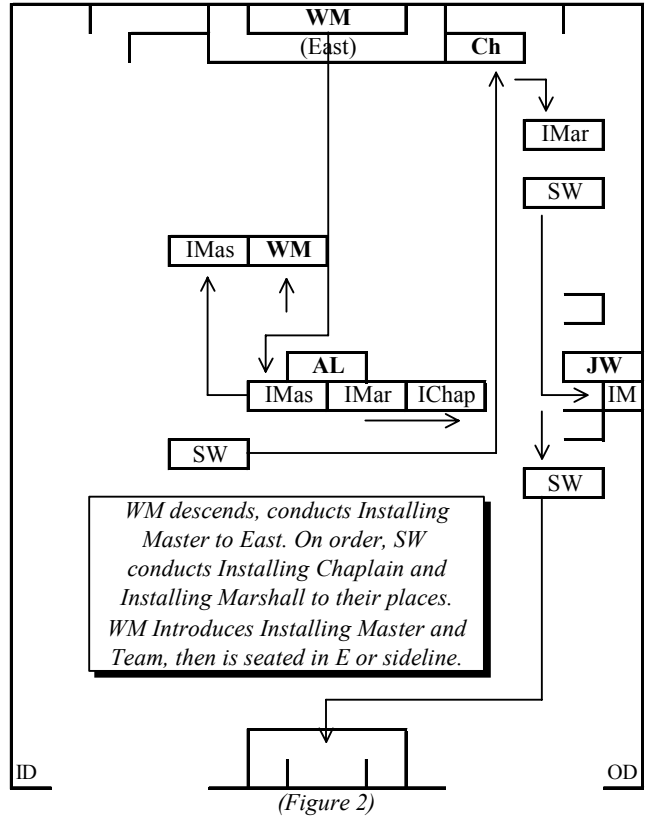 WM
(East) Ch
IMar
SW
IMas WM
AL JW
IMas IMar IChap IM
SW
SW
WM descends, conducts Installing
Master to East. On order, SW
conducts Installing Chaplain and
Installing Marshall to their places.
WM Introduces Installing Master and
Team, then is seated in E or sideline.
ID OD
(Figure 2)